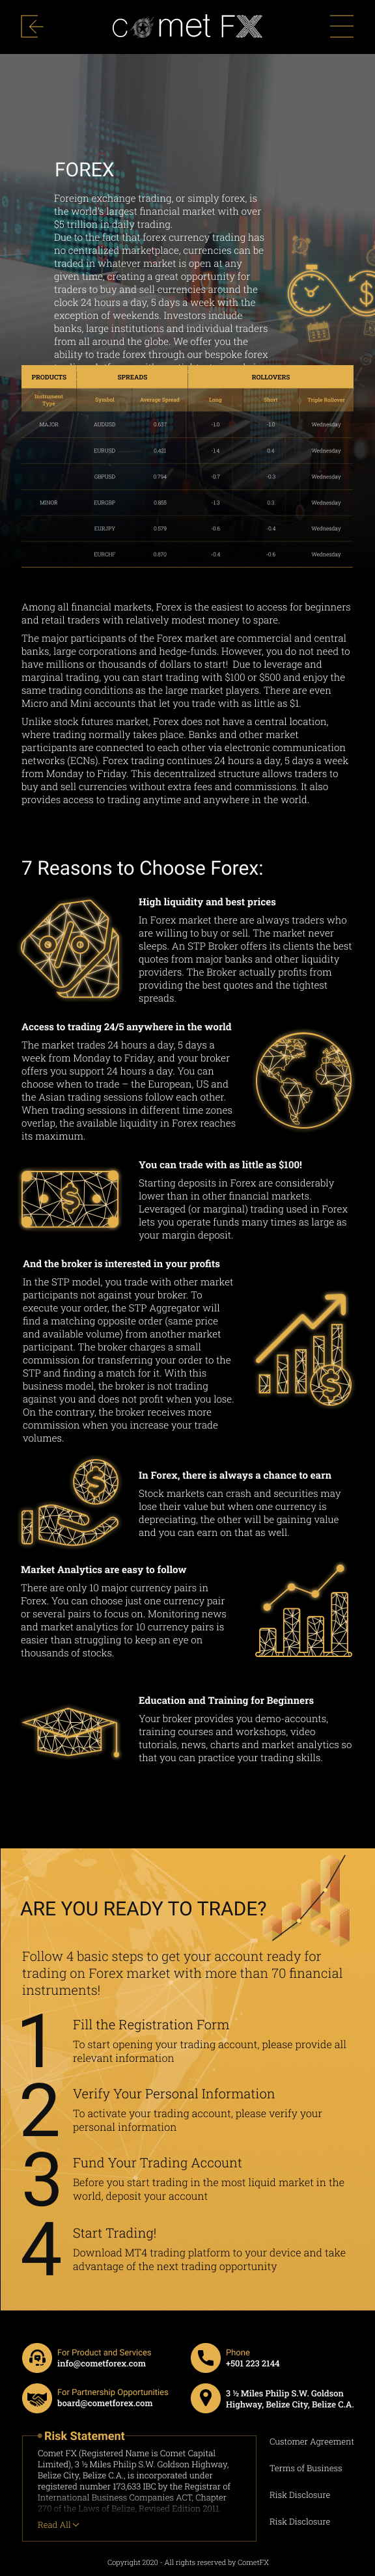 comet FX
FOREX
Foreign exchange trading, or simply forex, is
the world's largest financial market with over
$5 trillion in daily trading.
Due to the fact that forex currency trading has
no centralized marketplace, currencies can be
traded in whatever market is open at any
given time, creating a great opportunity for
traders to buy and sell currencies around the
clock 24 hours a day, 5 days a week with the
exception of weekends. Investors include
banks, large institutions and individual traders
from all around the globe. We offer you the
ability to trade forex through our bespoke forex
PRODUCTS SPREADS ROLLOVERS
Instrument
Type Symbol Average Spread Long Short Triple Rollover
MAJOR AUDUSD 0.637 -1.0 -1.0 Wednesday
EURUSD 0.421 -1.4 0.4 Wednesday
GBPUSD 0.794 -0.7 -0.3 Wednesday
MINOR EURGBP 0.855 -1.3 0.3 Wednesday
EURJPY 0.579 -0.6 -0.4 Wednesday
EURCHF 0.870 -0.4 -0.6 Wednesday
Among all financial markets, Forex is the easiest to access for beginners
and retail traders with relatively modest money to spare.
The major participants of the Forex market are commercial and central
banks, large corporations and hedge-funds. However, you do not need to
have millions or thousands of dollars to start! Due to leverage and
marginal trading, you can start trading with $100 or $500 and enjoy the
same trading conditions as the large market players. There are even
Micro and Mini accounts that let you trade with as little as $1.
Unlike stock futures market, Forex does not have a central location,
where trading normally takes place. Banks and other market
participants are connected to each other via electronic communication
networks (ECNs). Forex trading continues 24 hours a day, 5 days a week
from Monday to Friday. This decentralized structure allows traders to
buy and sell currencies without extra fees and commissions. It also
provides access to trading anytime and anywhere in the world.
7 Reasons to Choose Forex:
High liquidity and best prices
In Forex market there are always traders who
are willing to buy or sell. The market never
sleeps. An STP Broker offers its clients the best
quotes from major banks and other liquidity
providers. The Broker actually profits from
providing the best quotes and the tightest
spreads.
Access to trading 24/5 anywhere in the world
The market trades 24 hours a day, 5 days a
week from Monday to Friday, and your broker
offers you support 24 hours a day. You can
choose when to trade – the European, US and
the Asian trading sessions follow each other.
When trading sessions in different time zones
overlap, the available liquidity in Forex reaches
its maximum.
You can trade with as little as $100!
Starting deposits in Forex are considerably
lower than in other financial markets.
Leveraged (or marginal) trading used in Forex
lets you operate funds many times as large as
your margin deposit.
And the broker is interested in your profits
In the STP model, you trade with other market
participants not against your broker. To
execute your order, the STP Aggregator will
find a matching opposite order (same price
and available volume) from another market
participant. The broker charges a small
commission for transferring your order to the
STP and finding a match for it. With this
business model, the broker is not trading
against you and does not profit when you lose.
On the contrary, the broker receives more
commission when you increase your trade
volumes.
In Forex, there is always a chance to earn
Stock markets can crash and securities may
lose their value but when one currency is
depreciating, the other will be gaining value
and you can earn on that as well.
Market Analytics are easy to follow
There are only 10 major currency pairs in
Forex. You can choose just one currency pair
or several pairs to focus on. Monitoring news
and market analytics for 10 currency pairs is
easier than struggling to keep an eye on
thousands of stocks.
Education and Training for Beginners
Your broker provides you demo-accounts,
training courses and workshops, video
tutorials, news, charts and market analytics so
that you can practice your trading skills.
ARE YOU READY TO TRADE?
Follow 4 basic steps to get your account ready for
trading on Forex market with more than 70 financial
instruments!
1 Fill the Registration Form
To start opening your trading account, please provide all
relevant information
2 Verify Your Personal Information
To activate your trading account, please verify your
personal information
3 Fund Your Trading Account
Before you start trading in the most liquid market in the
world, deposit your account
4 Start Trading!
Download MT4 trading platform to your device and take
advantage of the next trading opportunity
For Product and Services
info@cometforex.com
Phone
+501 223 2144
For Partnership Opportunities
board@cometforex.com
3 ½ Miles Philip S.W. Goldson
Highway, Belize City, Belize C.A.
Risk Statement
Comet FX (Registered Name is Comet Capital
Limited), 3 ½ Miles Philip S.W. Goldson Highway,
Belize City, Belize C.A., is incorporated under
registered number 173,633 IBC by the Registrar of
International Business Companies ACT, Chapter
270 of the Laws of Belize, Revised Edition 2011.
Read All
Customer Agreement
Terms of Business
Risk Disclosure
Risk Disclosure
Copyright 2020 - All rights reserved by CometFX